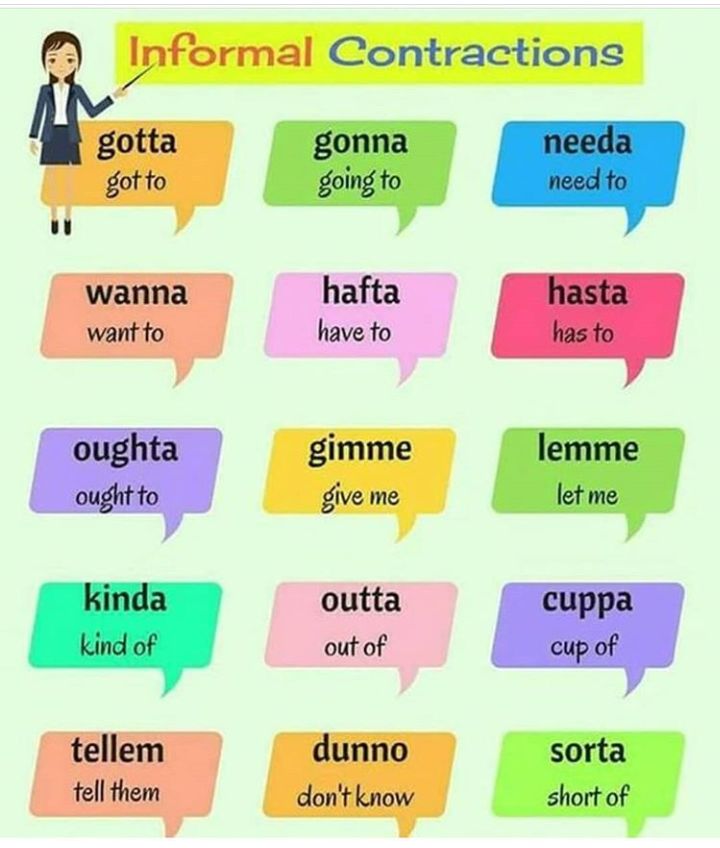 Informal Contractions
gotta
got to
gonna
going to
needa
need to
wanna
want to
hafta
have to
hasta
has to
oughta
ought to
gimme
give me
lemme
let me
kinda
kind of
outta
out of
cuppa
cup of
tellem
tell them
dunno
don't know
sorta
short of